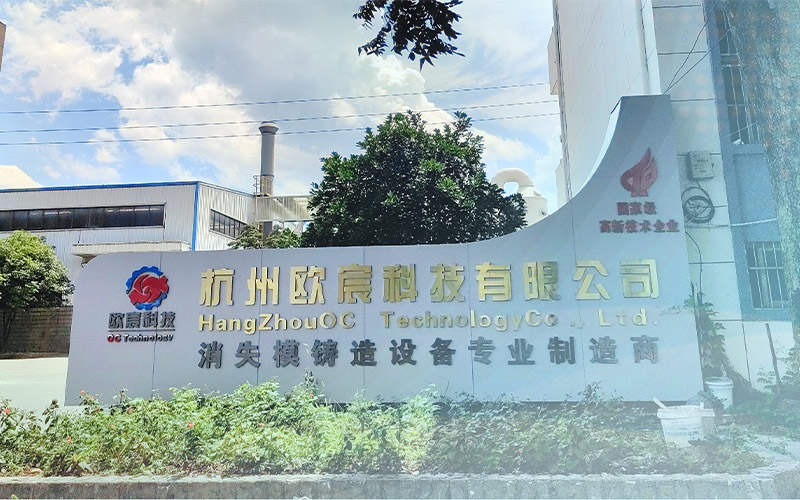 国家级
高新技术企业
杭州欧宸科技有限公司
欧宸科技
HangZhouOC TechnologyCo., Ltd.
OC Technology
消失模铸造设备专业制造商